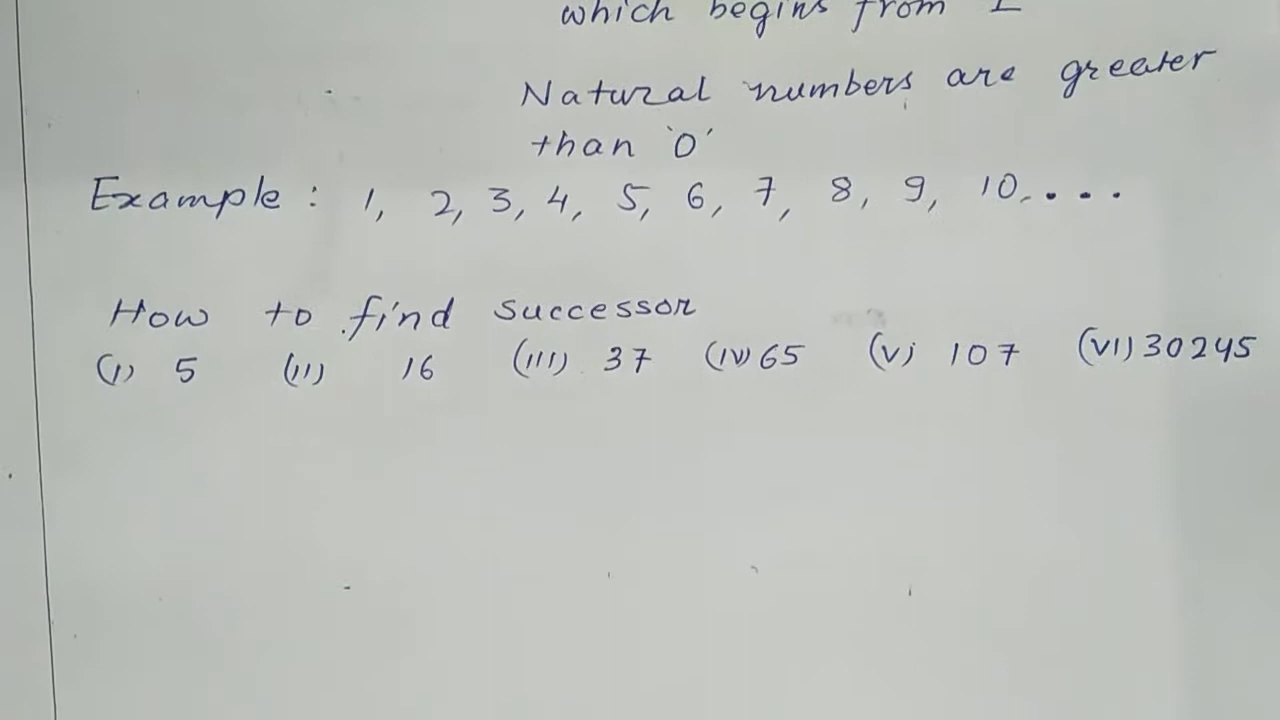 which begins from 1
Natural numbers are greater
than '0'
Example : 1, 2, 3, 4, 5, 6, 7, 8, 9, 10, ....
How to find successor
(I) 5 (II) 16 (III) 37 (IV) 65 (V) 107 (VI) 30245